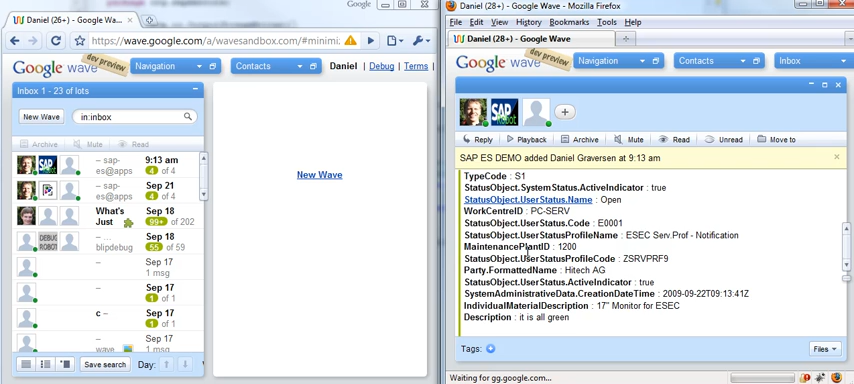 Google
Daniel (26+) - Google Wa...
https://wave.google.com/a/wavesandbox.com/#minimi:
Google wave
dev preview
Navigation
Contacts
Daniel | Debug | Terms
Inbox 1 - 23 of lots
New Wave
in:inbox
Archive Mute Read
– sap-es@apps
9:13 am
4 of 4
– sap-es@apps
Sep 21
4 of 4
What's Just
Sep 18
99+ of 202
DEBUG ROBOT
– ... blipdebug
Sep 18
55 of 59
–
Sep 17
1 msg
–
Sep 17
1 of 1
c –
Sep 17
1 of 1
– wave
Sep 17
1 msg
Save search
Day:
New Wave
Daniel (28+) - Google Wave - Mozilla Firefox
File Edit View History Bookmarks Tools Help
Daniel (28+) - Google Wave
Google wave
dev preview
Navigation
Contacts
Inbox
SAP Robot
Reply Playback Archive Mute Read Unread Move to
SAP ES DEMO added Daniel Graversen at 9:13 am
TypeCode : S1
StatusObject.SystemStatus.ActiveIndicator : true
StatusObject.UserStatus.Name : Open
WorkCentreID : PC-SERV
StatusObject.UserStatus.Code : E0001
StatusObject.UserStatusProfileName : ESEC Serv.Prof - Notification
MaintenancePlantID : 1200
StatusObject.UserStatusProfileCode : ZSRVPRF9
Party.FormattedName : Hitech AG
StatusObject.UserStatus.ActiveIndicator : true
SystemAdministrativeData.CreationDateTime : 2009-09-22T09:13:41Z
IndividualMaterialDescription : 17" Monitor for ESEC
Description : it is all green
Tags:
Files
Waiting for gg.google.com...